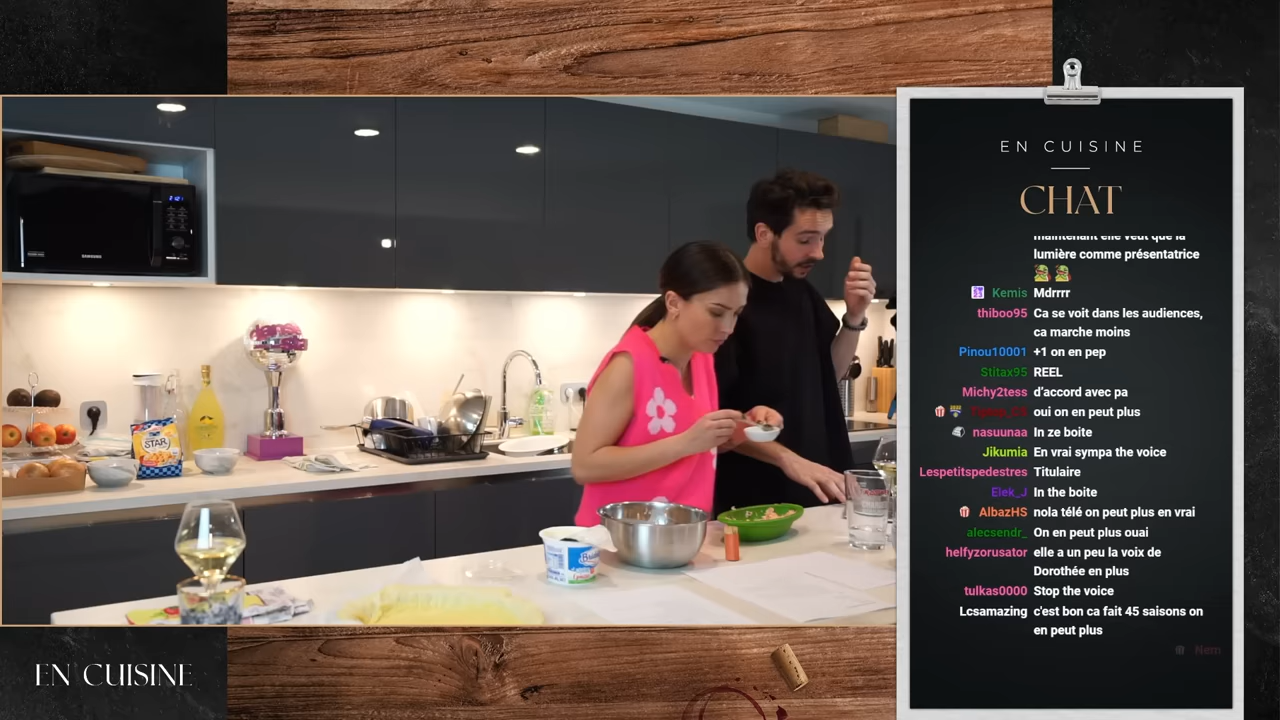 EN CUISINE
CHAT
maintenant elle veut que la
lumière comme présentatrice
Kemis Mdrrrr
thiboo95 Ca se voit dans les audiences,
ca marche moins
Pinou10001 +1 on en pep
Stitax95 REEL
Michy2tess d'accord avec pa
oui on en peut plus
nasuunaa In ze boite
Jikumia En vrai sympa the voice
Lespetitspedestres Titulaire
Elek_J In the boite
AlbazHS nola télé on peut plus en vrai
alecsendr_ On en peut plus ouai
helfyzorusator elle a un peu la voix de
Dorothée en plus
tulkas0000 Stop the voice
Lcsamazing c'est bon ca fait 45 saisons on
en peut plus
Nem
SAMSUNG
STAR
EN CUISINE